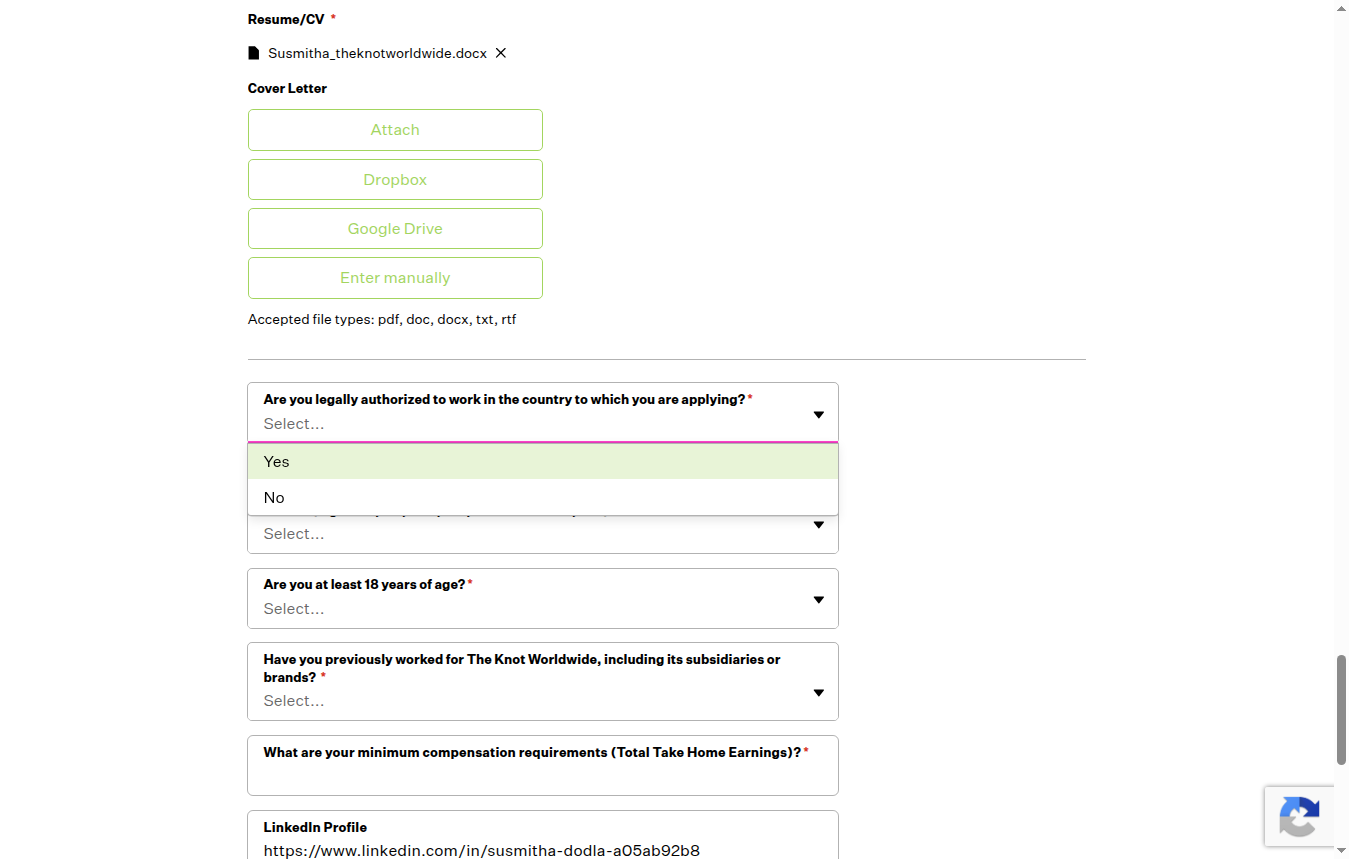 Resume/CV *
Susmitha_theknotworldwide.docx
Cover Letter
Attach
Dropbox
Google Drive
Enter manually
Accepted file types: pdf, doc, docx, txt, rtf
Are you legally authorized to work in the country to which you are applying?*
Select...
Yes
No
Select...
Are you at least 18 years of age?*
Select...
Have you previously worked for The Knot Worldwide, including its subsidiaries or
brands? *
Select...
What are your minimum compensation requirements (Total Take Home Earnings)?*
LinkedIn Profile
https://www.linkedin.com/in/susmitha-dodla-a05ab92b8